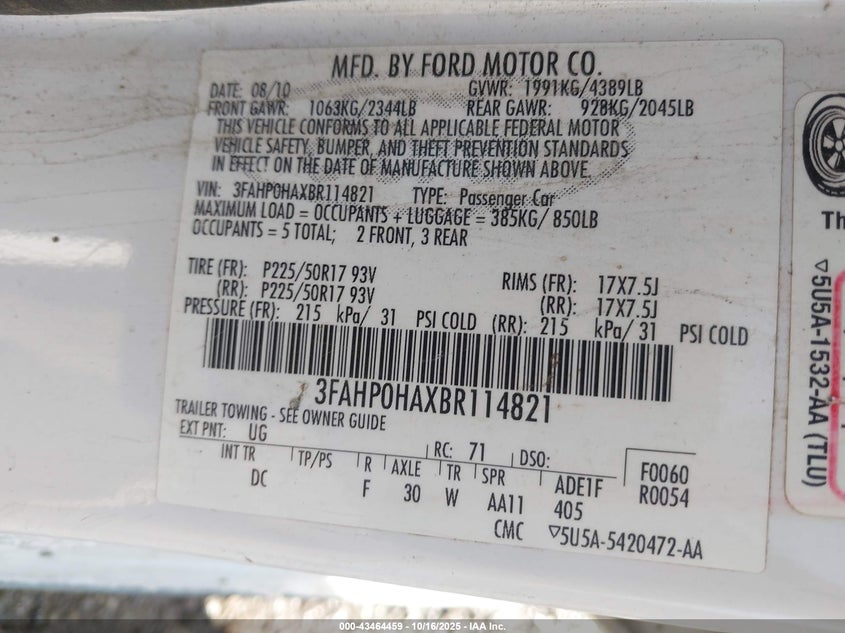 MFD. BY FORD MOTOR CO.
DATE: 08/10 GVWR: 1991KG/4389LB
FRONT GAWR: 1063KG/2344LB REAR GAWR: 928KG/2045LB
THIS VEHICLE CONFORMS TO ALL APPLICABLE FEDERAL MOTOR
VEHICLE SAFETY, BUMPER, AND THEFT PREVENTION STANDARDS
IN EFFECT ON THE DATE OF MANUFACTURE SHOWN ABOVE.
VIN: 3FAHP0HAXBR114821 TYPE: Passenger Car
MAXIMUM LOAD = OCCUPANTS + LUGGAGE = 385KG/ 850LB
OCCUPANTS = 5 TOTAL; 2 FRONT, 3 REAR
TIRE (FR): P225/50R17 93V RIMS (FR): 17X7.5J
(RR): P225/50R17 93V (RR): 17X7.5J
PRESSURE (FR): 215 kPa/ 31 PSI COLD (RR): 215 kPa/ 31 PSI COLD
3FAHP0HAXBR114821
TRAILER TOWING - SEE OWNER GUIDE
EXT PNT: UG RC: 71 DSO: F0060
INT TR TP/PS R AXLE TR SPR ADE1F R0054
DC F 30 W AA11 405
CMC ▽5U5A-5420472-AA
Th
▽5U5A-1532-AA (TLU)
000-43464459 | 10/16/2025 | IAA Inc.